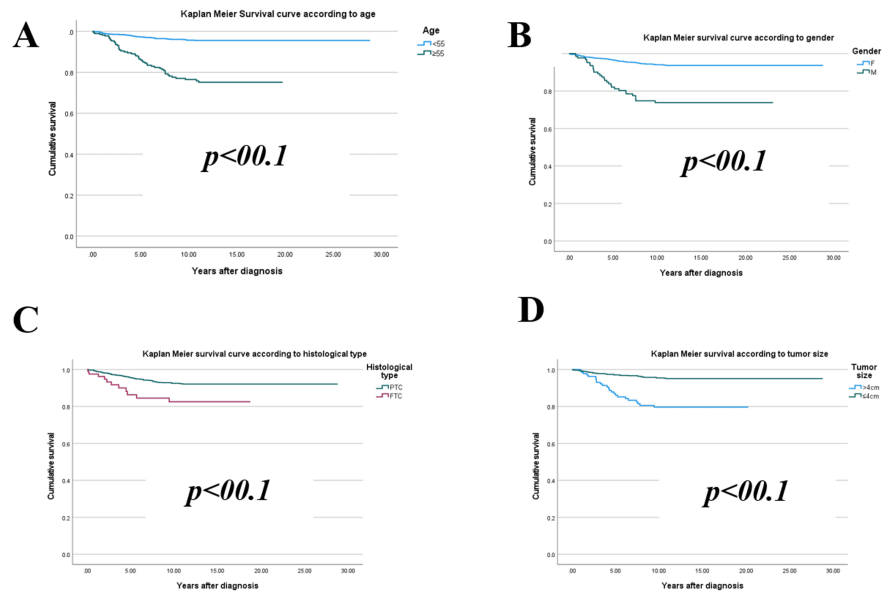 A
Kaplan Meier Survival curve according to age
Age
<55
≥55
.0
0.8
0.6
0.4
0.2
0.0
Cumulative survival
p<00.1
.00 5.00 10.00 15.00 20.00 25.00 30.00
Years after diagnosis
B
Kaplan Meier survival curve according to gender
Gender
F
M
0.8
0.6
0.4
0.2
0.0
Cumulative survival
p<00.1
.00 5.00 10.00 15.00 20.00 25.00 30.00
Years after diagnosis
C
Kaplan Meier survival curve according to histological type
Histological
type
PTC
FTC
1.0
0.8
0.6
0.4
0.2
0.0
Cumulative survival
p<00.1
.00 5.00 10.00 15.00 20.00 25.00 30.00
Years after diagnosis
D
Kaplan Meier survival according to tumor size
Tumor
size
>4cm
≤4cm
1.0
0.8
0.6
0.4
0.2
0.0
Cumulative survival
p<00.1
.00 5.00 10.00 15.00 20.00 25.00 30.00
Years after diagnosis